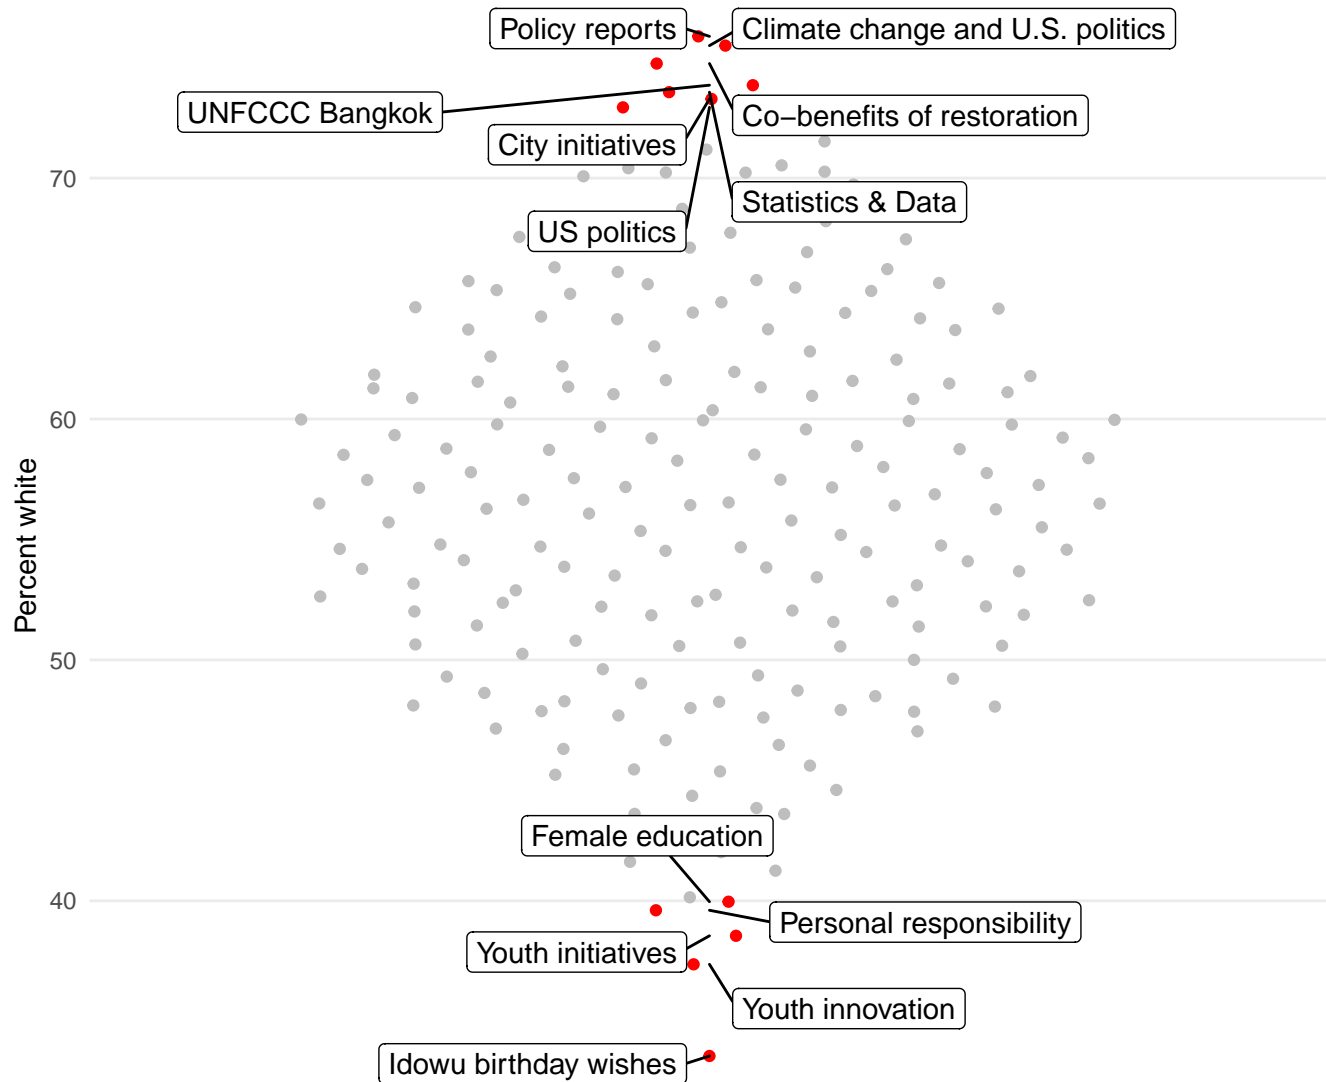 Policy reports
Climate change and U.S. politics
UNFCCC Bangkok
Co−benefits of restoration
City initiatives
70
Statistics & Data
US politics
60
Percent white
50
Female education
40
Personal responsibility
Youth initiatives
Youth innovation
Idowu birthday wishes